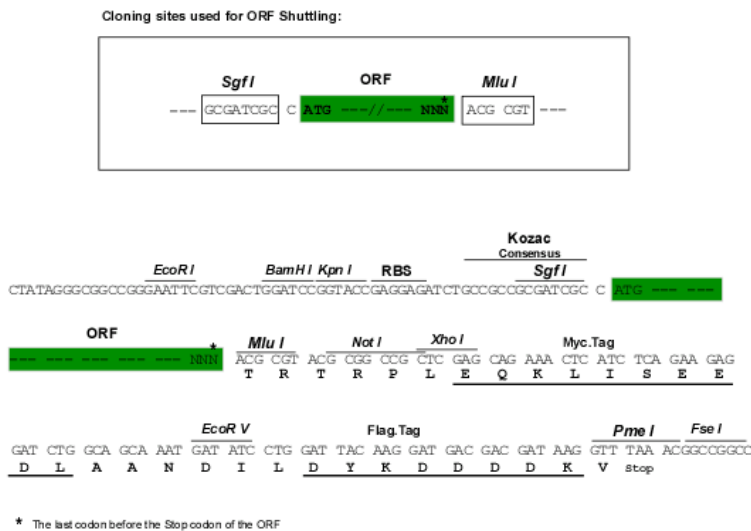 Cloning sites used for ORF Shuttling:
Sgf I ORF Mlu I
*
--- GCGATCGC C ATG ---//--- NNN ACG CGT ---
Kozac
Consensus
EcoR I BamH I Kpn I RBS Sgf I
CTATAGGGCGGCCGGGAATTCGTCGACTGGATCCGGTACCGAGGAGATCTGCCGCCGCGATCGC C ATG --- ---
ORF Mlu I Not I Xho I Myc.Tag
*
--- --- --- --- --- --- NNN ACG CGT ACG CGG CCG CTC GAG CAG AAA CTC ATC TCA GAA GAG
T R T R P L E Q K L I S E E
EcoR V Flag.Tag Pme I Fse I
GAT CTG GCA GCA AAT GAT ATC CTG GAT TAC AAG GAT GAC GAC GAT AAG GTT TAA ACGGCCGGCC
D L A A N D I L D Y K D D D D K V Stop
* The last codon before the Stop codon of the ORF